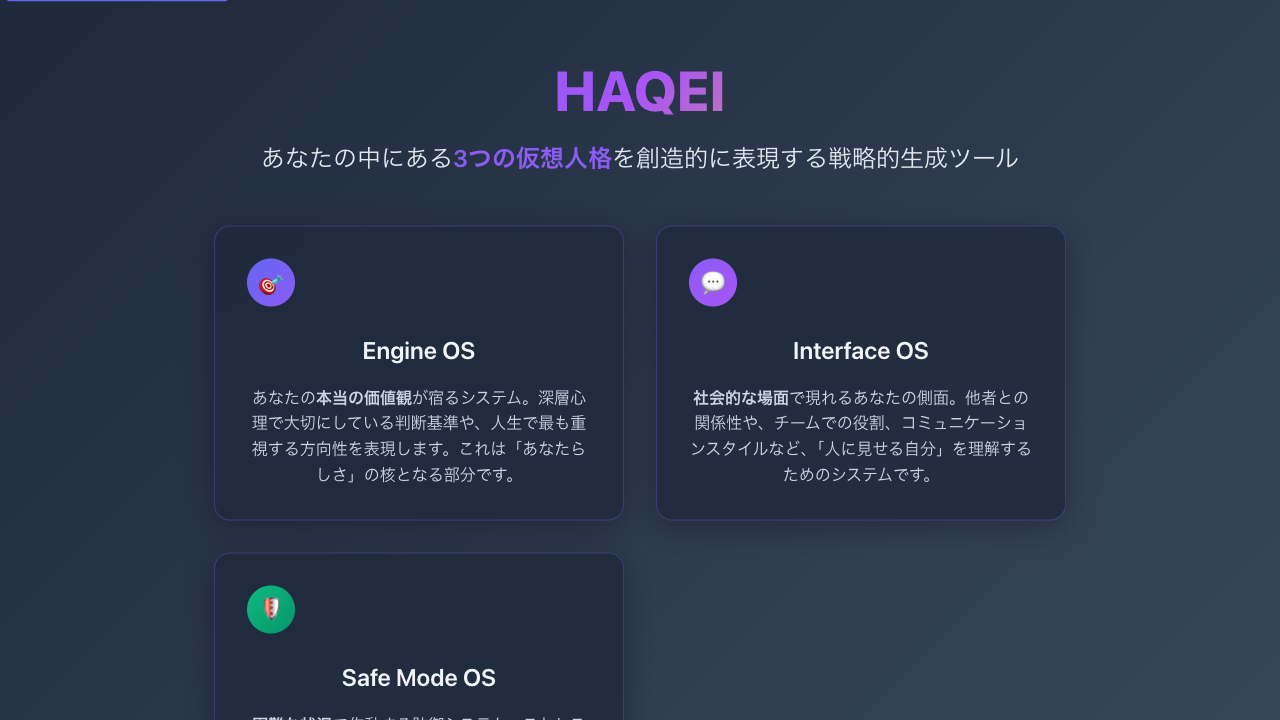 HAQEI
あなたの中にある3つの仮想人格を創造的に表現する戦略的生成ツール
Engine OS
あなたの本当の価値観が宿るシステム。深層心
理で大切にしている判断基準や、人生で最も重
視する方向性を表現します。これは「あなたら
しさ」の核となる部分です。
Interface OS
社会的な場面で現れるあなたの側面。他者との
関係性や、チームでの役割、コミュニケーショ
ンスタイルなど、「人に見せる自分」を理解する
ためのシステムです。
Safe Mode OS